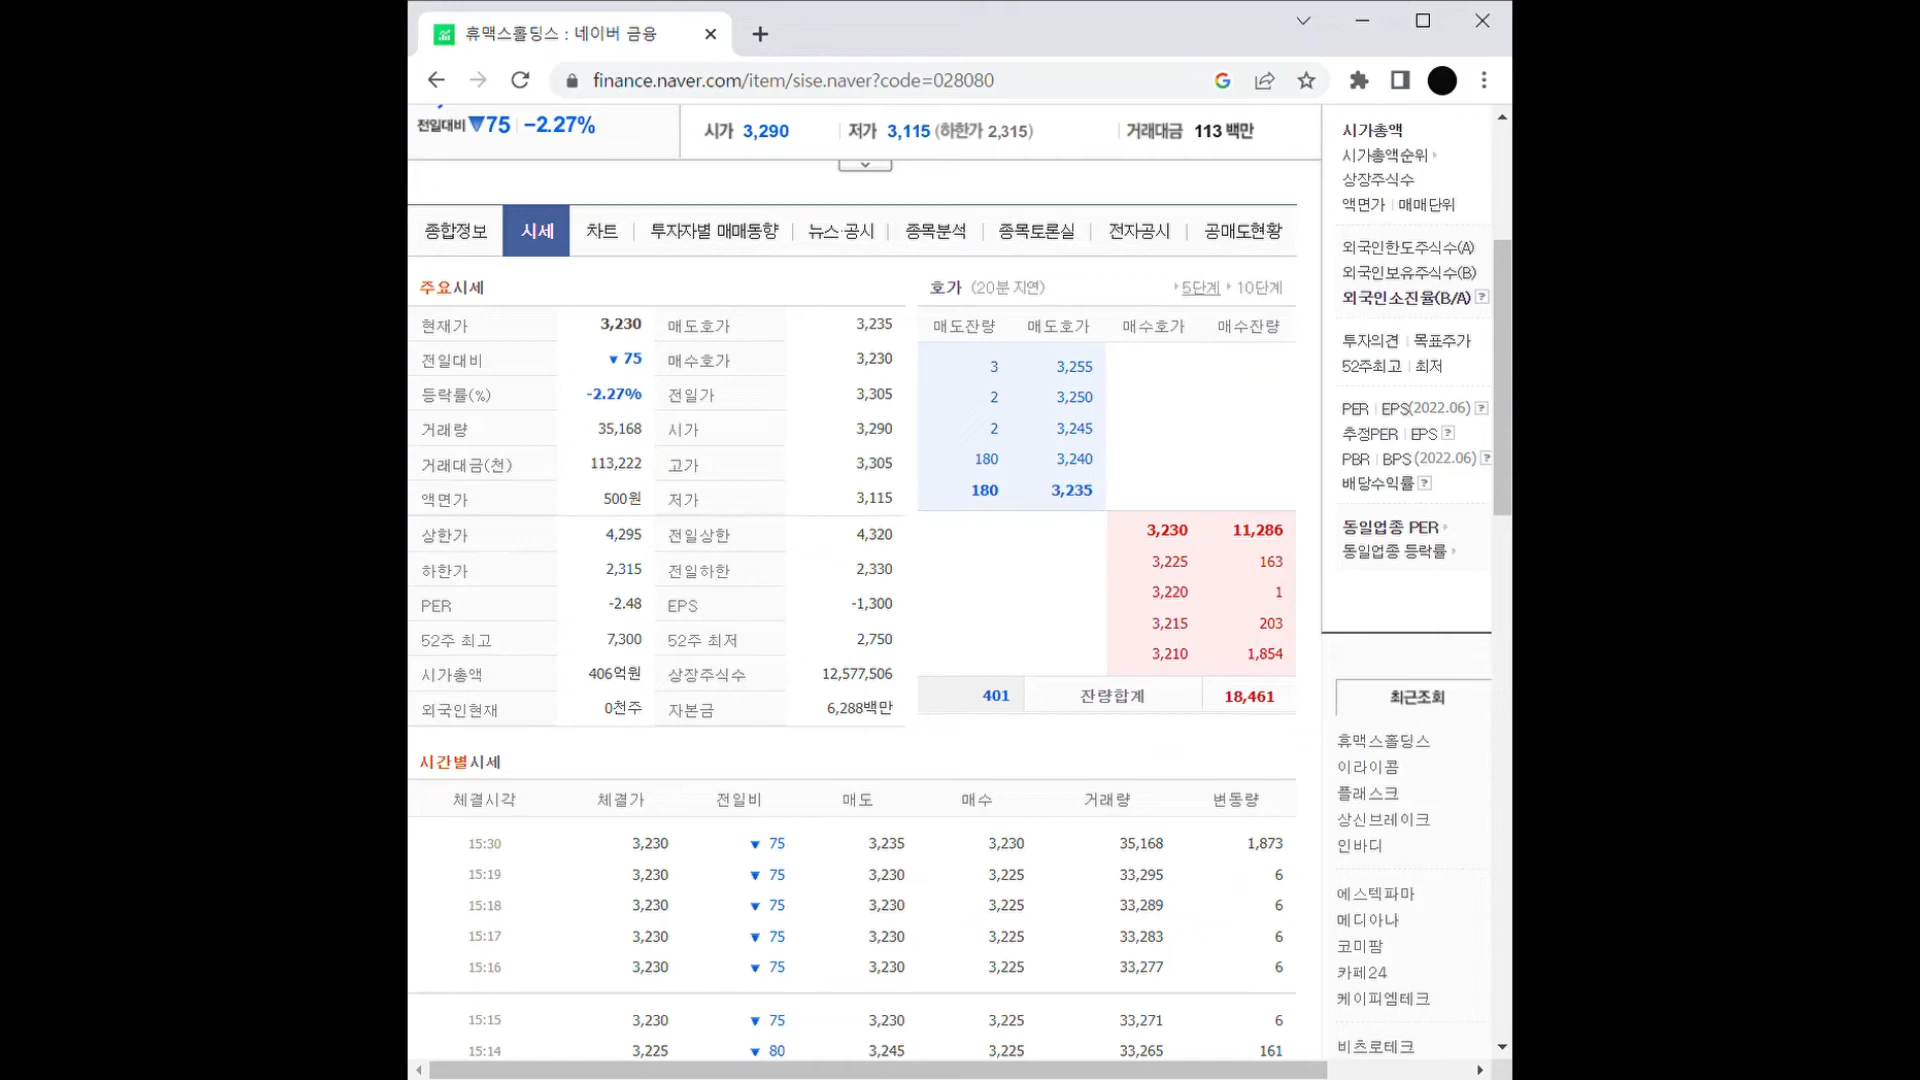 휴맥스홀딩스 : 네이버 금융
finance.naver.com/item/sise.naver?code=028080
전일대비 ▼75 -2.27%
시가 3,290 저가 3,115 (하한가 2,315) 거래대금 113 백만
종합정보 시세 차트 투자자별 매매동향 뉴스·공시 종목분석 종목토론실 전자공시 공매도현황
주요시세
현재가 3,230 매도호가 3,235
전일대비 ▼ 75 매수호가 3,230
등락률(%) -2.27% 전일가 3,305
거래량 35,168 시가 3,290
거래대금(천) 113,222 고가 3,305
액면가 500원 저가 3,115
상한가 4,295 전일상한 4,320
하한가 2,315 전일하한 2,330
PER -2.48 EPS -1,300
52주 최고 7,300 52주 최저 2,750
시가총액 406억원 상장주식수 12,577,506
외국인현재 0천주 자본금 6,288백만
호가 (20분 지연) 5단계 10단계
매도잔량 매도호가 매수호가 매수잔량
3 3,255
2 3,250
2 3,245
180 3,240
180 3,235
3,230 11,286
3,225 163
3,220 1
3,215 203
3,210 1,854
401 잔량합계 18,461
시간별시세
체결시각 체결가 전일비 매도 매수 거래량 변동량
15:30 3,230 ▼ 75 3,235 3,230 35,168 1,873
15:19 3,230 ▼ 75 3,230 3,225 33,295 6
15:18 3,230 ▼ 75 3,230 3,225 33,289 6
15:17 3,230 ▼ 75 3,230 3,225 33,283 6
15:16 3,230 ▼ 75 3,230 3,225 33,277 6
15:15 3,230 ▼ 75 3,230 3,225 33,271 6
15:14 3,225 ▼ 80 3,245 3,225 33,265 161
시가총액
시가총액순위
상장주식수
액면가 매매단위
외국인한도주식수(A)
외국인보유주식수(B)
외국인소진율(B/A) ?
투자의견 목표주가
52주최고 최저
PER EPS(2022.06) ?
추정PER EPS ?
PBR BPS (2022.06) ?
배당수익률 ?
동일업종 PER
동일업종 등락률
최근조회
휴맥스홀딩스
이라이콤
플래스크
상신브레이크
인바디
에스텍파마
메디아나
코미팜
카페24
케이피엠테크
비츠로테크